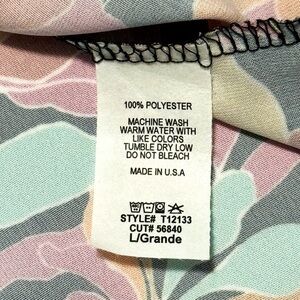 100% POLYESTER
MACHINE WASH
WARM WATER WITH
LIKE COLORS
TUMBLE DRY LOW
DO NOT BLEACH
MADE IN U.S.A
STYLE# T12133
CUT# 56840
L/Grande